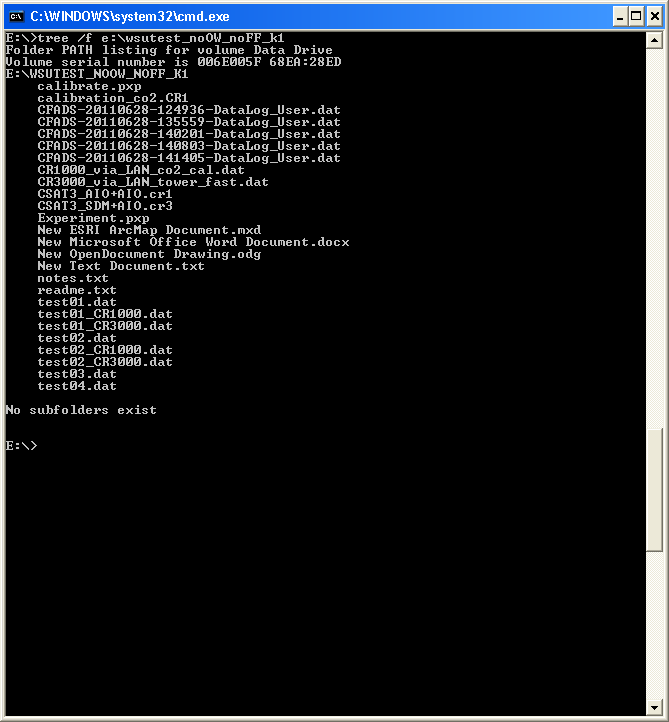 C:\WINDOWS\system32\cmd.exe
E:\>tree /f e:\wsutest_noOW_noFF_k1
Folder PATH listing for volume Data Drive
Volume serial number is 006E005F 68EA:28ED
E:\WSUTEST_NOOW_NOFF_K1
calibrate.pxp
calibration_co2.CR1
CFADS-20110628-124936-DataLog_User.dat
CFADS-20110628-135559-DataLog_User.dat
CFADS-20110628-140201-DataLog_User.dat
CFADS-20110628-140803-DataLog_User.dat
CFADS-20110628-141405-DataLog_User.dat
CR1000_via_LAN_co2_cal.dat
CR3000_via_LAN_tower_fast.dat
CSAT3_AIO+AIO.cr1
CSAT3_SDM+AIO.cr3
Experiment.pxp
New ESRI ArcMap Document.mxd
New Microsoft Office Word Document.docx
New OpenDocument Drawing.odg
New Text Document.txt
notes.txt
readme.txt
test01.dat
test01_CR1000.dat
test01_CR3000.dat
test02.dat
test02_CR1000.dat
test02_CR3000.dat
test03.dat
test04.dat
No subfolders exist
E:\>